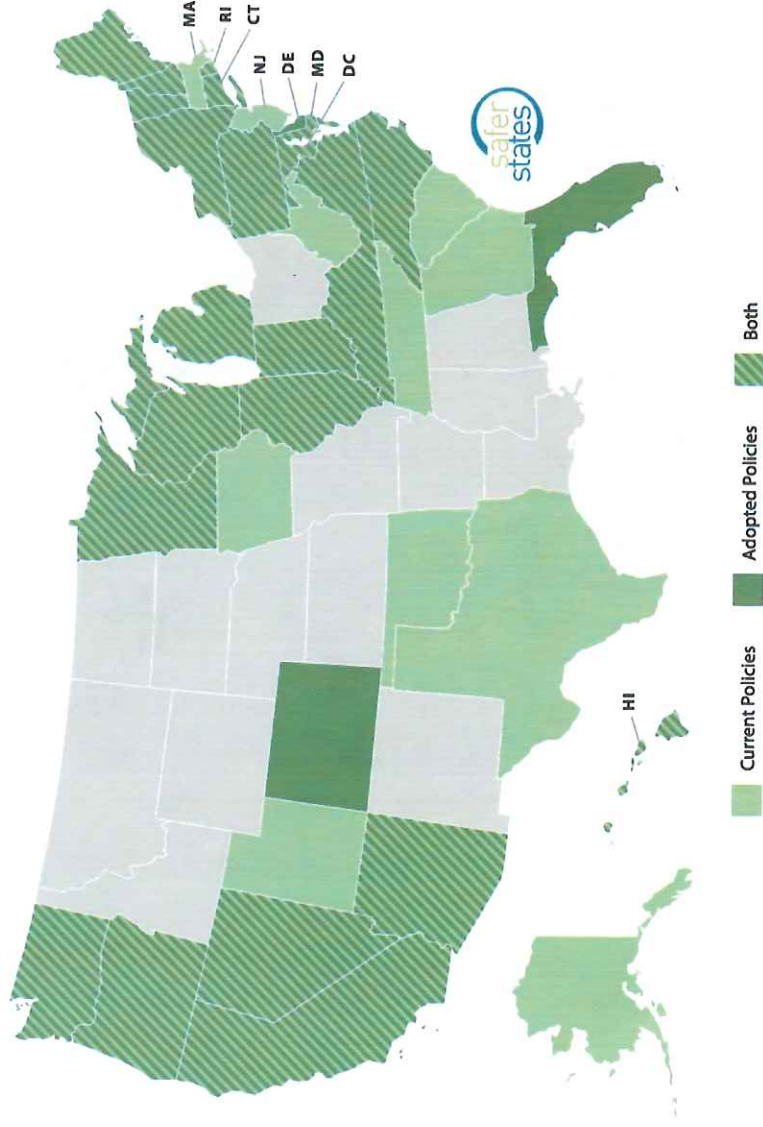 MA
RI
CT
NJ
DE
MD
DC
safer
states
HI
Current Policies
Adopted Policies
Both